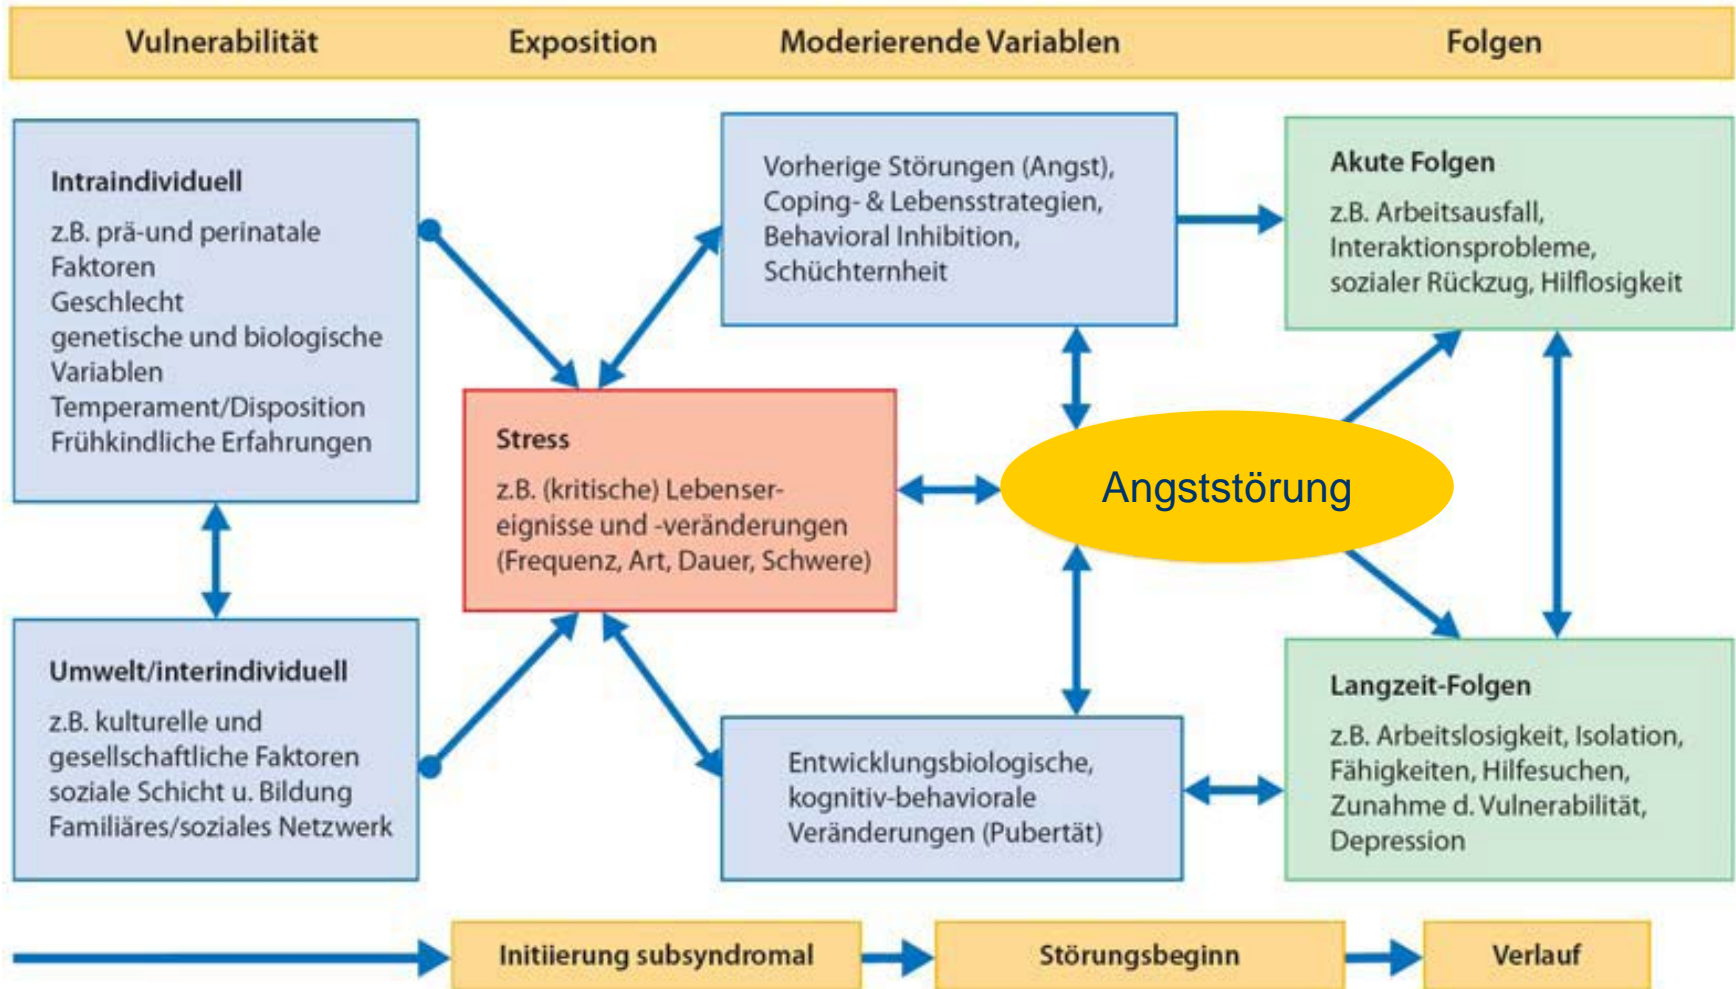 Vulnerabilität
Exposition
Moderierende Variablen
Folgen
Intraindividuell
z.B. prä-und perinatale
Faktoren
Geschlecht
genetische und biologische
Variablen
Temperament/Disposition
Frühkindliche Erfahrungen
Umwelt/interindividuell
z.B. kulturelle und
gesellschaftliche Faktoren
soziale Schicht u. Bildung
Familiäres/soziales Netzwerk
Stress
z.B. (kritische) Lebenser-
eignisse und -veränderungen
(Frequenz, Art, Dauer, Schwere)
Vorherige Störungen (Angst),
Coping- & Lebensstrategien,
Behavioral Inhibition,
Schüchternheit
Angststörung
Entwicklungsbiologische,
kognitiv-behaviorale
Veränderungen (Pubertät)
Akute Folgen
z.B. Arbeitsausfall,
Interaktionsprobleme,
sozialer Rückzug, Hilflosigkeit
Langzeit-Folgen
z.B. Arbeitslosigkeit, Isolation,
Fähigkeiten, Hilfesuchen,
Zunahme d. Vulnerabilität,
Depression
Initiierung subsyndromal
Störungsbeginn
Verlauf